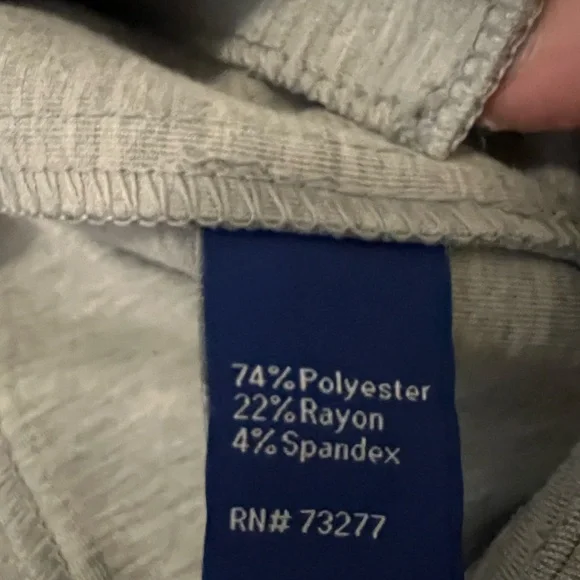 74%Polyester
22%Rayon
4%Spandex
RN# 73277